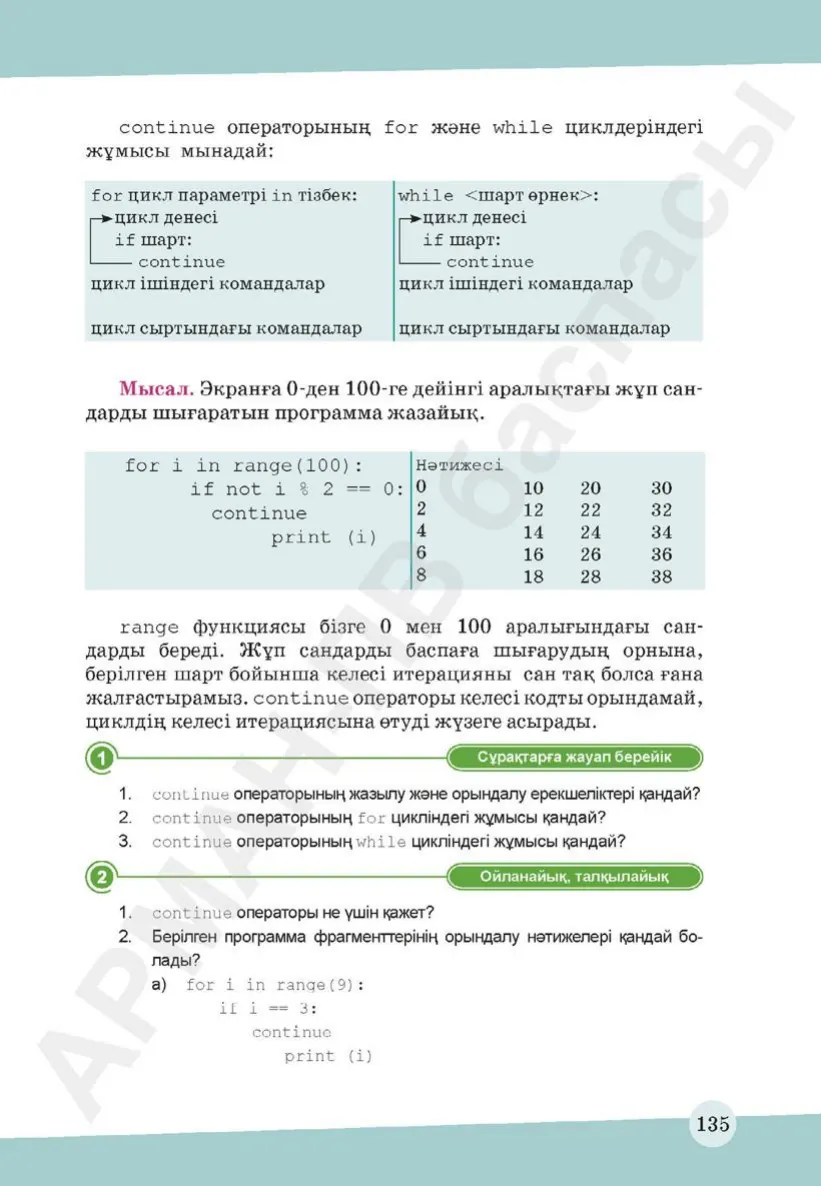 continue операторының for және while циклдеріндегі
жұмысы мынадай:
for цикл параметрі in тізбек:
цикл денесі
if шарт:
continue
цикл ішіндегі командалар
цикл сыртындағы командалар
while <шарт өрнек>:
цикл денесі
if шарт:
continue
цикл ішіндегі командалар
цикл сыртындағы командалар
Мысал. Экранға 0-ден 100-ге дейінгі аралықтағы жұп сан-
дарды шығаратын программа жазайық.
for i in range(100):
if not i % 2 == 0:
continue
print (i)
Нәтижесі
0 10 20 30
2 12 22 32
4 14 24 34
6 16 26 36
8 18 28 38
range функциясы бізге 0 мен 100 аралығындағы сан-
дарды береді. Жұп сандарды баспаға шығарудың орнына,
берілген шарт бойынша келесі итерацияны сан тақ болса ғана
жалғастырамыз. continue операторы келесі кодты орындамай,
циклдің келесі итерациясына өтуді жүзеге асырады.
1 Сұрақтарға жауап берейік
1. continue операторының жазылу және орындалу ерекшеліктері қандай?
2. continue операторының for цикліндегі жұмысы қандай?
3. continue операторының while цикліндегі жұмысы қандай?
2 Ойланайық, талқылайық
1. continue операторы не үшін қажет?
2. Берілген программа фрагменттерінің орындалу нәтижелері қандай бо-
лады?
а) for i in range(9):
if i == 3:
continue
print (i)
135
АРМАН-ПВ баспасы